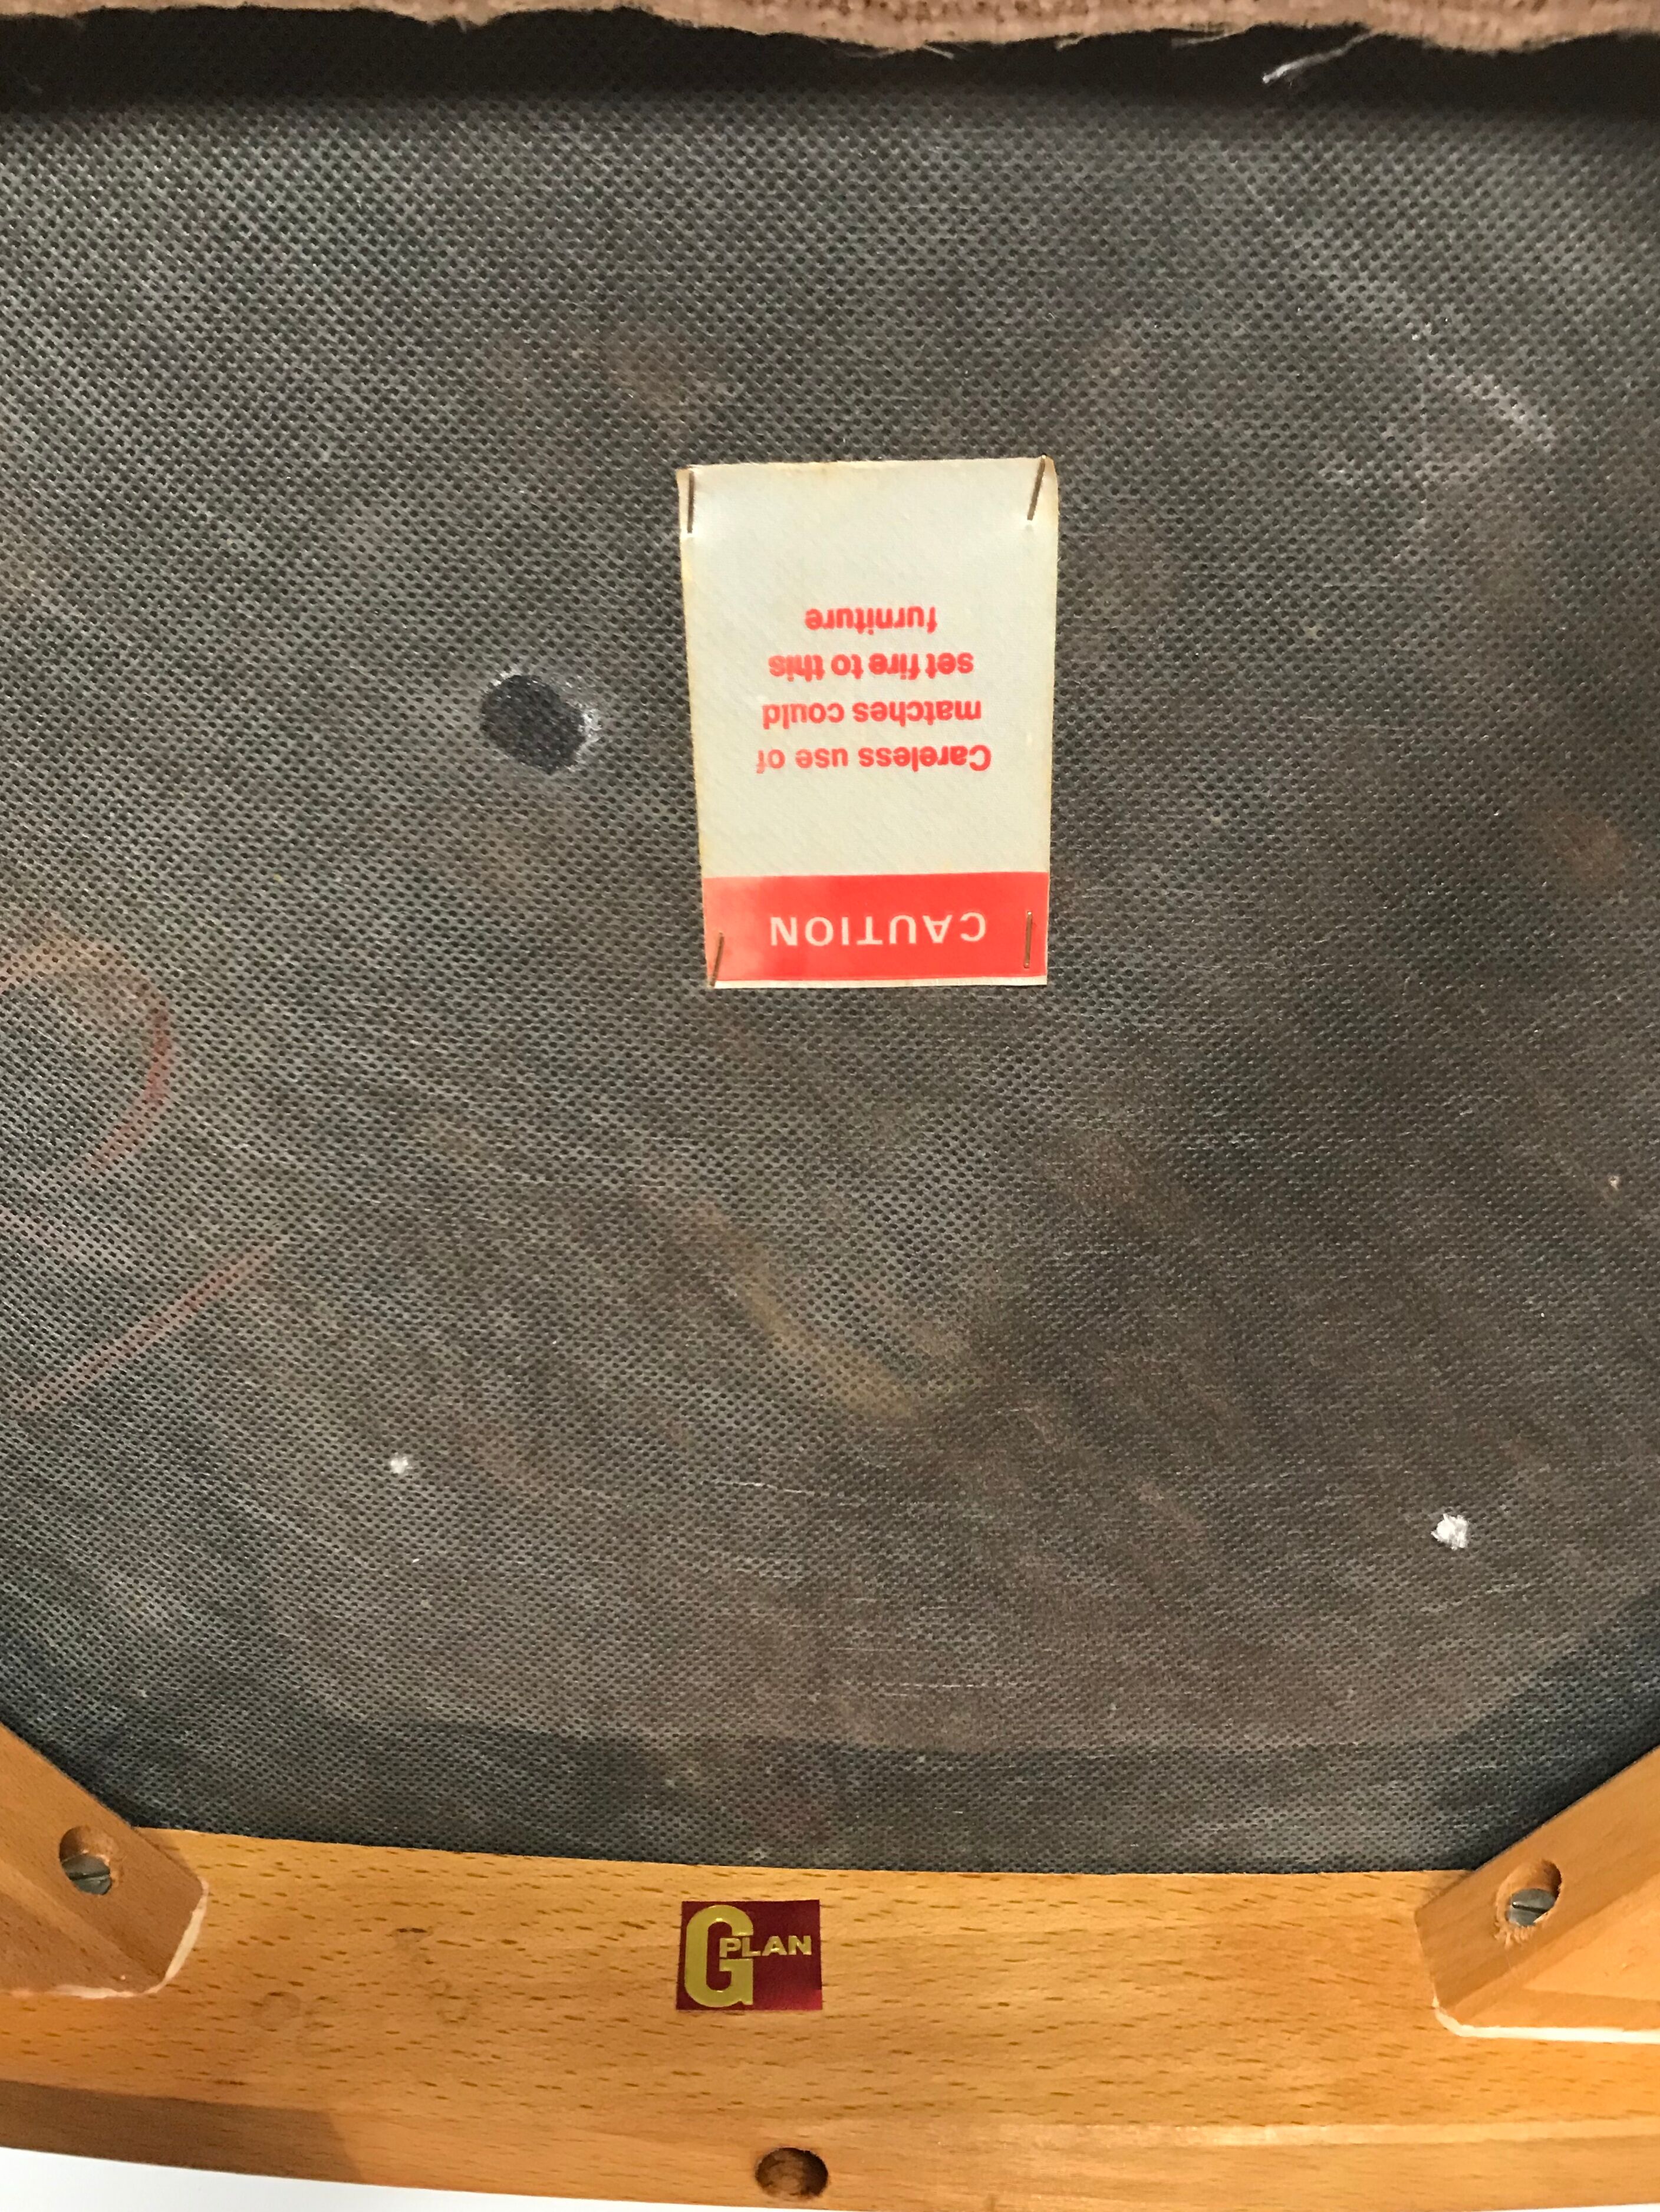 CAUTION
Careless use of
matches could
set fire to this
furniture
G PLAN